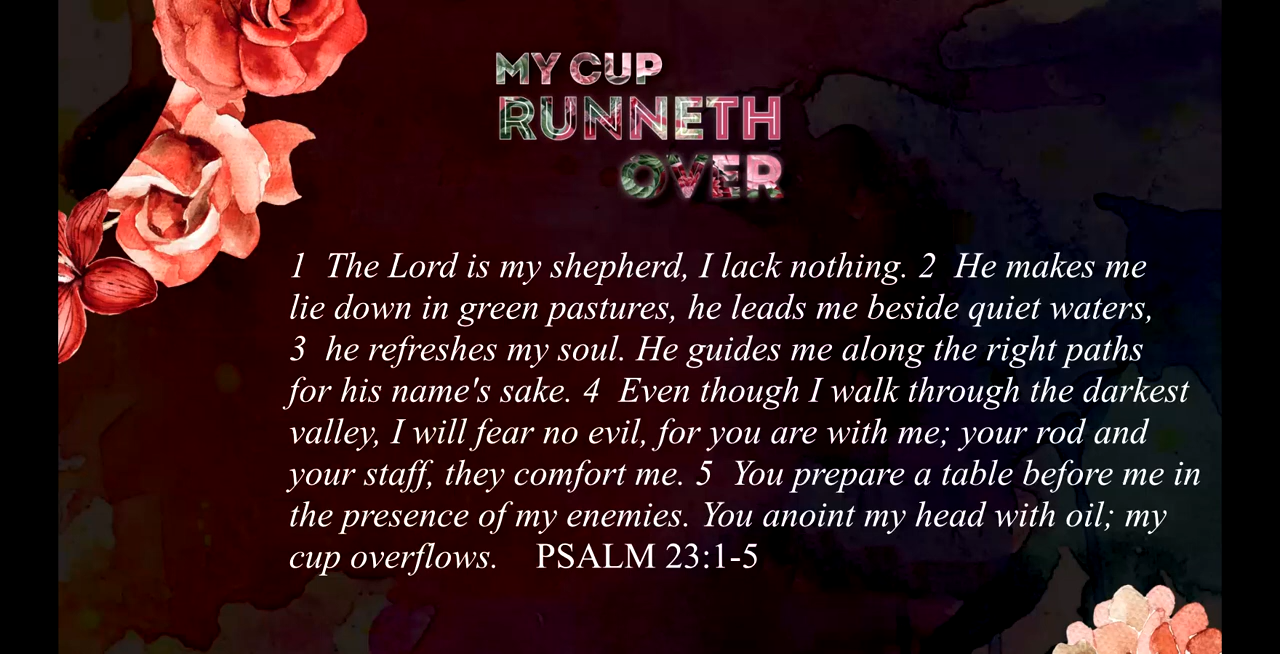 MY CUP
RUNNETH
OVER
1  The Lord is my shepherd, I lack nothing. 2  He makes me
lie down in green pastures, he leads me beside quiet waters,
3  he refreshes my soul. He guides me along the right paths
for his name's sake. 4  Even though I walk through the darkest
valley, I will fear no evil, for you are with me; your rod and
your staff, they comfort me. 5  You prepare a table before me in
the presence of my enemies. You anoint my head with oil; my
cup overflows.    PSALM 23:1-5